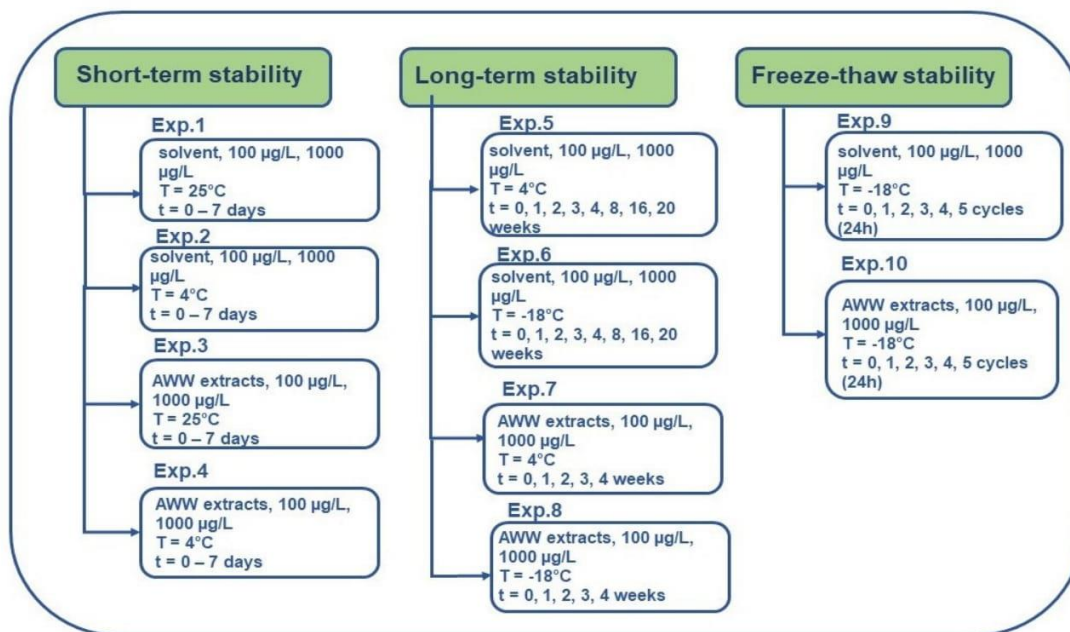 Short-term stability
Exp.1
solvent, 100 µg/L, 1000
µg/L
T = 25°C
t = 0 – 7 days
Exp.2
solvent, 100 µg/L, 1000
µg/L
T = 4°C
t = 0 – 7 days
Exp.3
AWW extracts, 100 µg/L,
1000 µg/L
T = 25°C
t = 0 – 7 days
Exp.4
AWW extracts, 100 µg/L,
1000 µg/L
T = 4°C
t = 0 – 7 days
Long-term stability
Exp.5
solvent, 100 µg/L, 1000
µg/L
T = 4°C
t = 0, 1, 2, 3, 4, 8, 16, 20
weeks
Exp.6
solvent, 100 µg/L, 1000
µg/L
T = -18°C
t = 0, 1, 2, 3, 4, 8, 16, 20
weeks
Exp.7
AWW extracts, 100 µg/L,
1000 µg/L
T = 4°C
t = 0, 1, 2, 3, 4 weeks
Exp.8
AWW extracts, 100 µg/L,
1000 µg/L
T = -18°C
t = 0, 1, 2, 3, 4 weeks
Freeze-thaw stability
Exp.9
solvent, 100 µg/L, 1000
µg/L
T = -18°C
t = 0, 1, 2, 3, 4, 5 cycles
(24h)
Exp.10
AWW extracts, 100 µg/L,
1000 µg/L
T = -18°C
t = 0, 1, 2, 3, 4, 5 cycles
(24h)